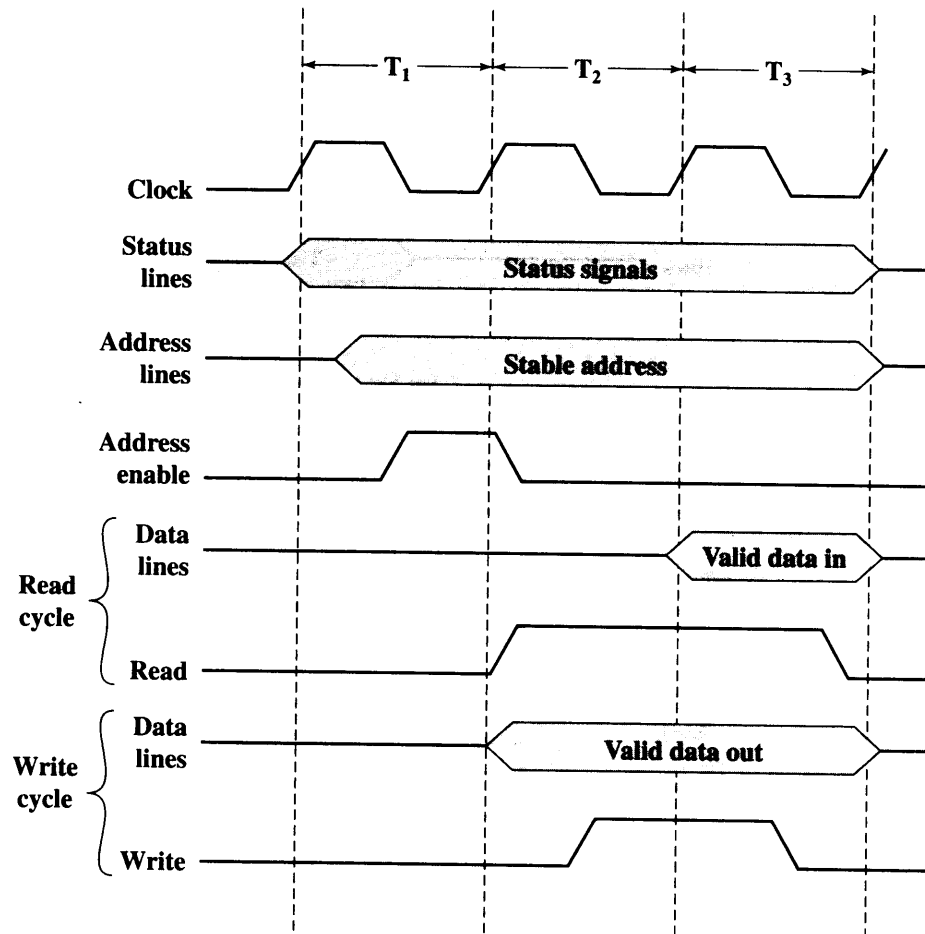 T1
T2
T3
Clock
Status
lines
Status signals
Address
lines
Stable address
Address
enable
Read
cycle
Data
lines
Valid data in
Read
Write
cycle
Data
lines
Valid data out
Write